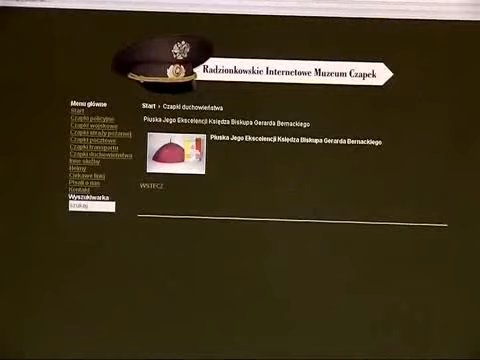 Radzionkowskie Internetowe Muzeum Czapek
Menu główne
Start
Czapki policyjne
Czapki wojskowe
Czapki straży pożarnej
Czapki pocztowe
Czapki transportu
Czapki duchowieństwa
Inne służby
Hełmy
Ciekawe linki
Pisali o nas
Kontakt
Wyszukiwarka
szukaj
Start › Czapki duchowieństwa
Piuska Jego Ekscelencji Księdza Biskupa Gerarda Bernackiego
Piuska Jego Ekscelencji Księdza Biskupa Gerarda Bernackiego
WSTECZ